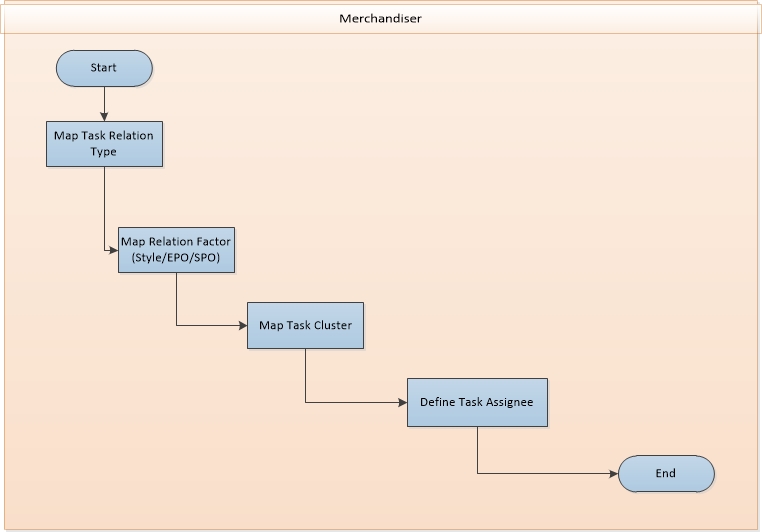 Merchandiser
Start
Map Task Relation
Type
Map Relation Factor
(Style/EPO/SPO)
Map Task Cluster
Define Task Assignee
End